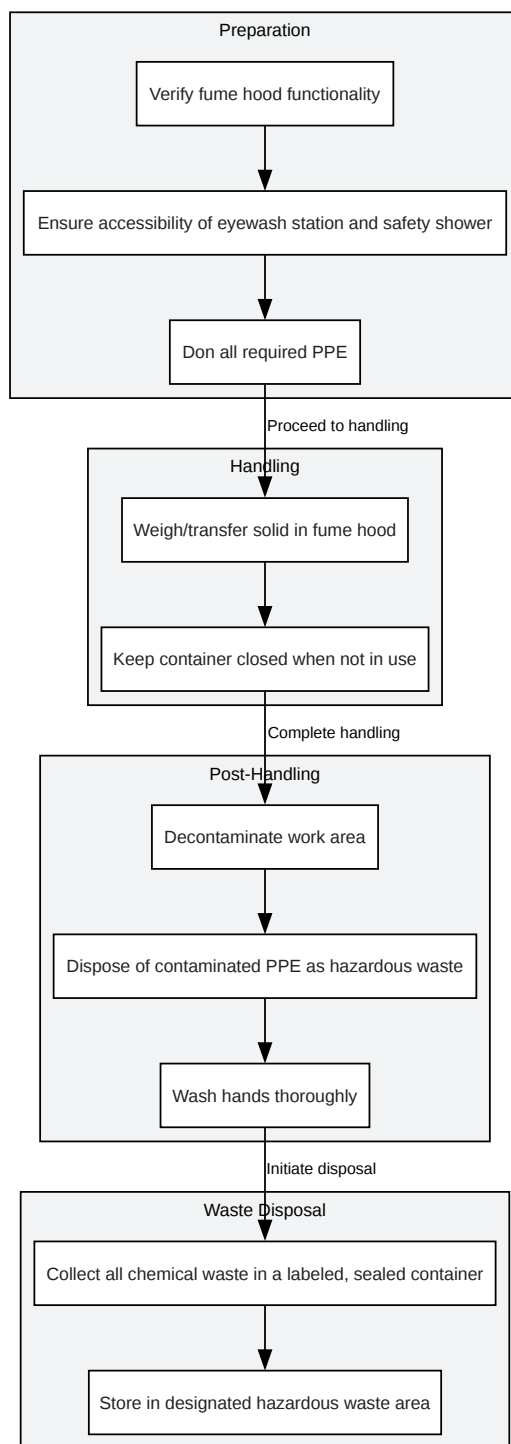 Preparation
Verify fume hood functionality
Ensure accessibility of eyewash station and safety shower
Don all required PPE
Proceed to handling
Handling
Weigh/transfer solid in fume hood
Keep container closed when not in use
Complete handling
Post-Handling
Decontaminate work area
Dispose of contaminated PPE as hazardous waste
Wash hands thoroughly
Initiate disposal
Waste Disposal
Collect all chemical waste in a labeled, sealed container
Store in designated hazardous waste area